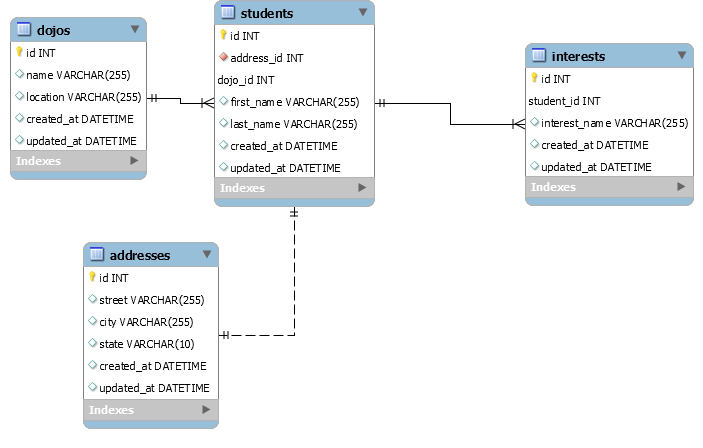 dojos
id INT
name VARCHAR(255)
location VARCHAR(255)
created_at DATETIME
updated_at DATETIME
Indexes
students
id INT
address_id INT
dojo_id INT
first_name VARCHAR(255)
last_name VARCHAR(255)
created_at DATETIME
updated_at DATETIME
Indexes
interests
id INT
student_id INT
interest_name VARCHAR(255)
created_at DATETIME
updated_at DATETIME
Indexes
addresses
id INT
street VARCHAR(255)
city VARCHAR(255)
state VARCHAR(10)
created_at DATETIME
updated_at DATETIME
Indexes